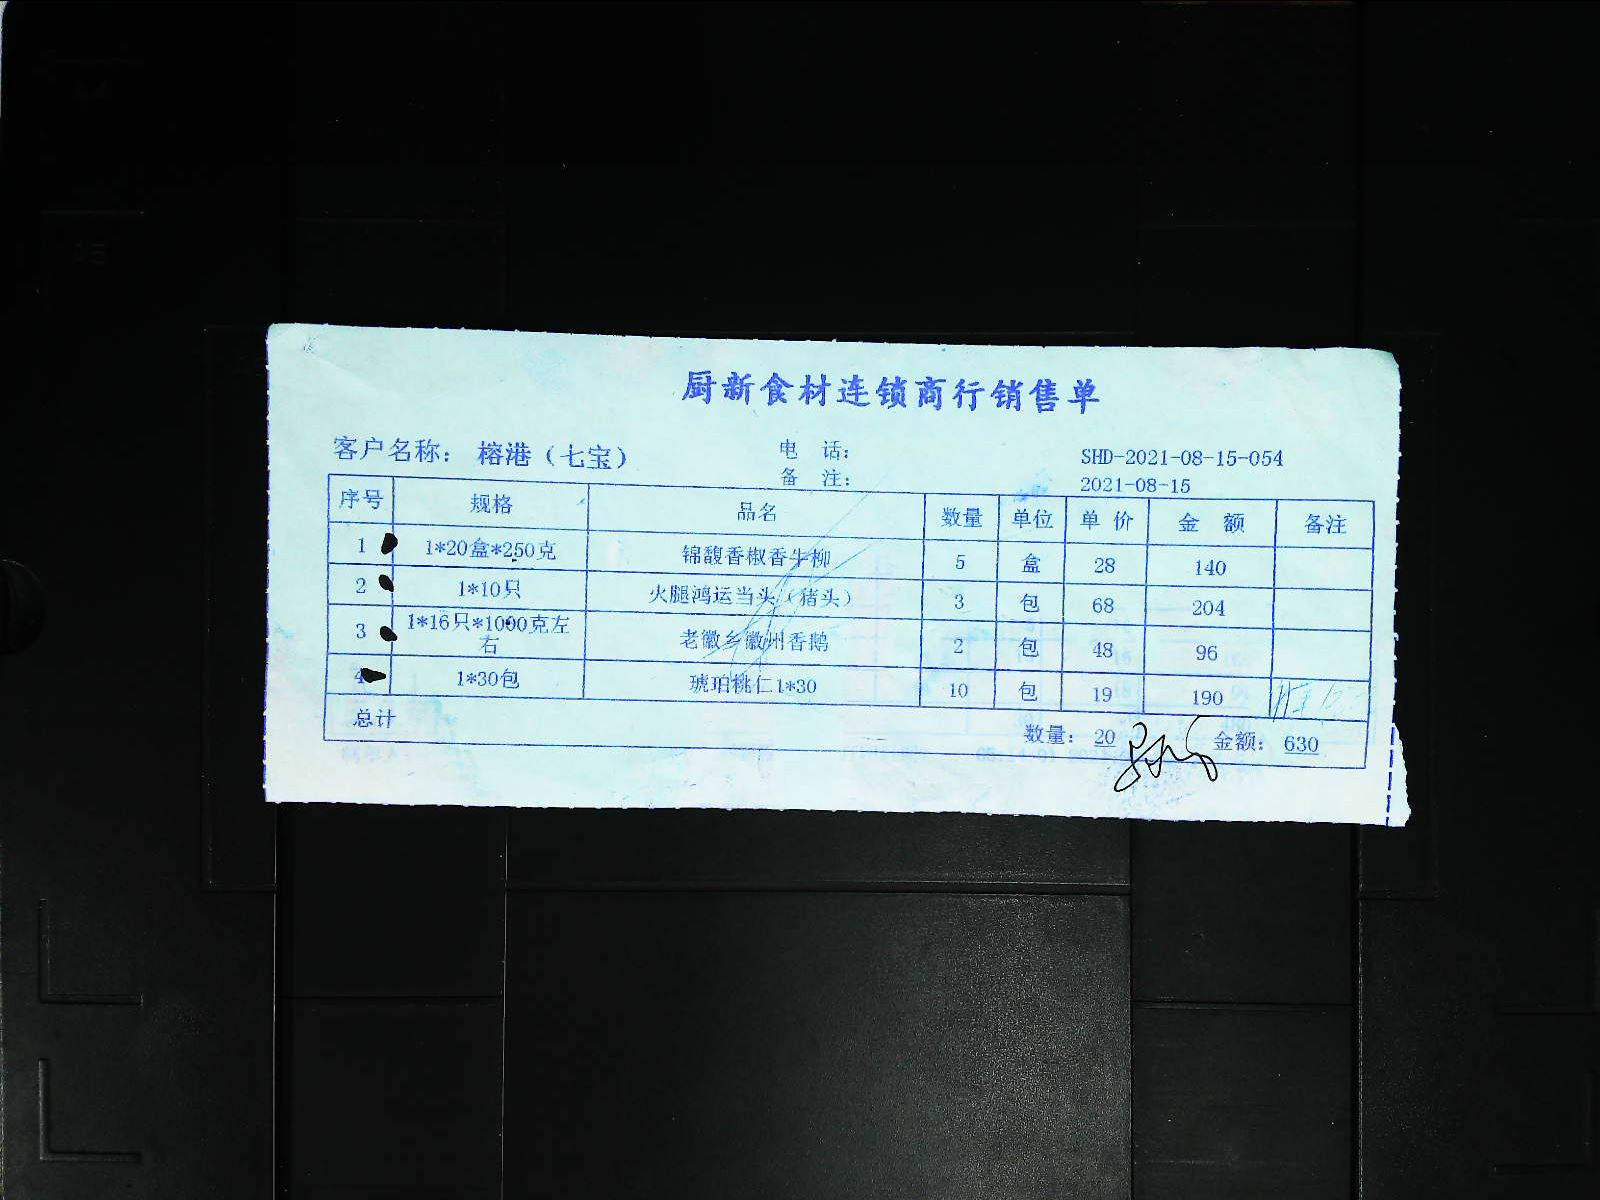 厨新食材连锁商行销售单
客户名称： 榕港（七宝） 电 话： SHD-2021-08-15-054
备 注： 2021-08-15
序号 规格 品名 数量 单位 单 价 金 额 备注
1 1*20盒*250克 锦馥香椒香牛柳 5 盒 28 140
2 1*10只 火腿鸿运当头（猪头） 3 包 68 204
3 1*16只*1000克左右 老徽乡徽州香鹅 2 包 48 96
4 1*30包 琥珀桃仁1*30 10 包 19 190
总计 数量： 20 金额： 630